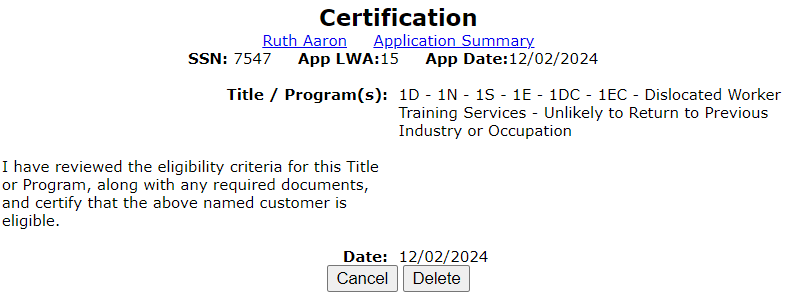 Certification
Ruth Aaron Application Summary
SSN: 7547 App LWA:15 App Date:12/02/2024
Title / Program(s): 1D - 1N - 1S - 1E - 1DC - 1EC - Dislocated Worker
Training Services - Unlikely to Return to Previous
Industry or Occupation
I have reviewed the eligibility criteria for this Title
or Program, along with any required documents,
and certify that the above named customer is
eligible.
Date: 12/02/2024
Cancel Delete